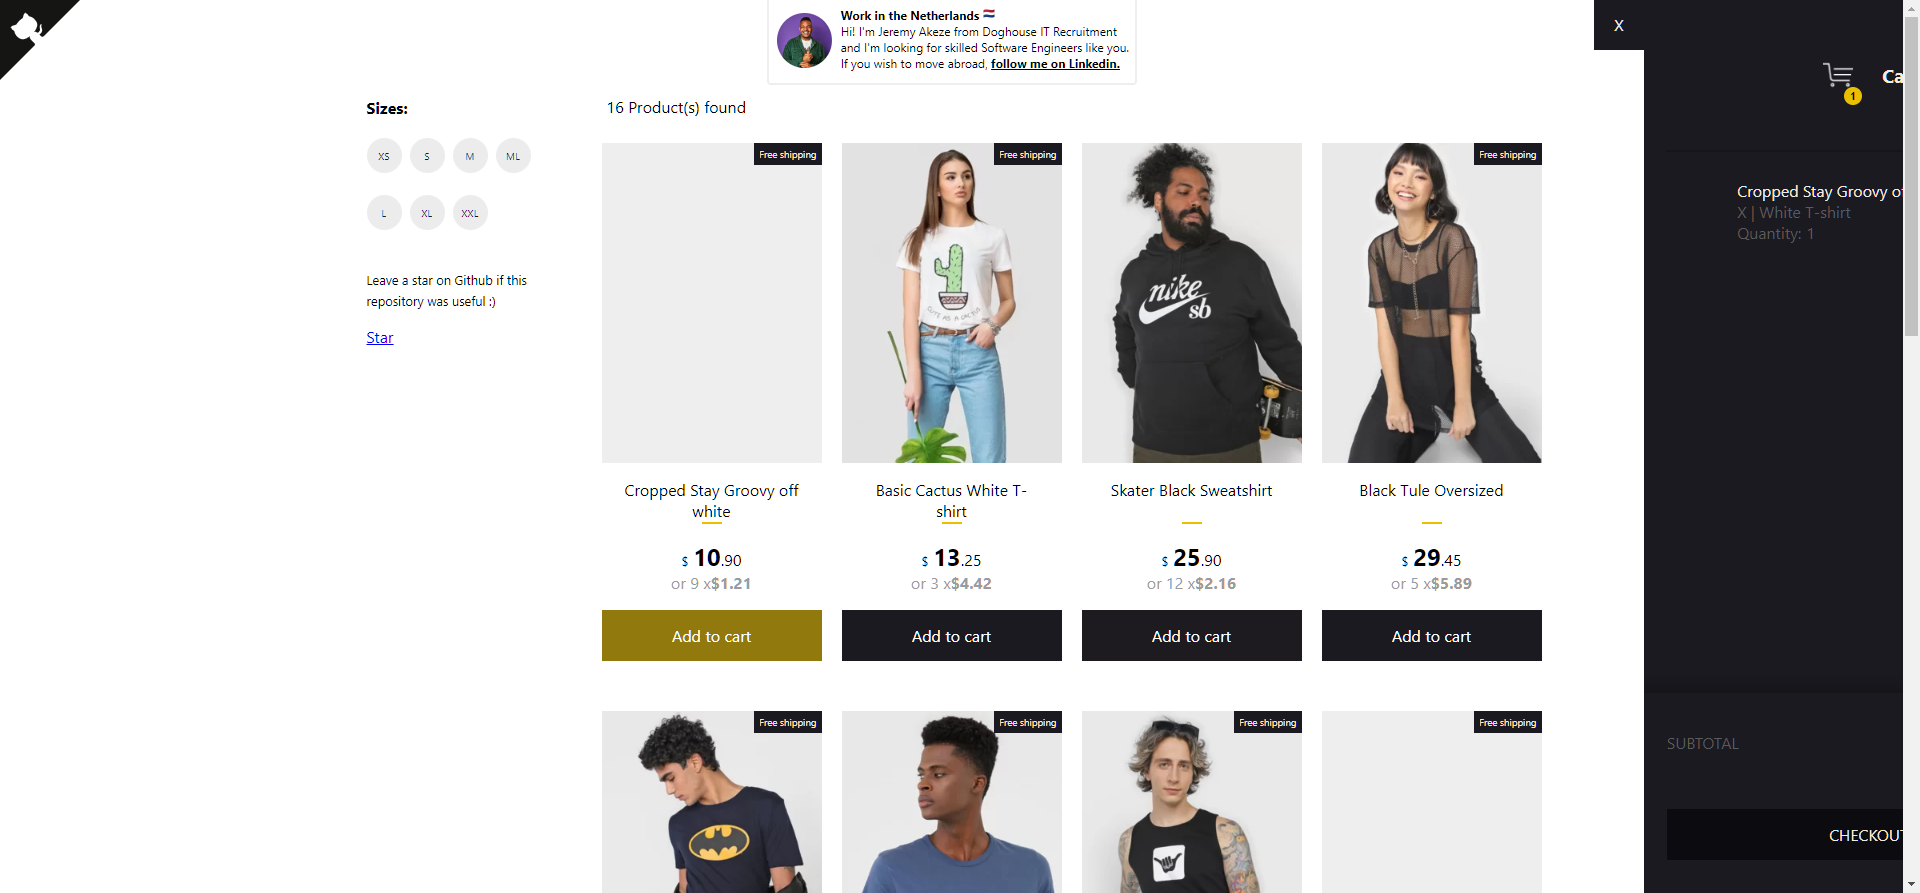 Work in the Netherlands
Hi! I'm Jeremy Akeze from Doghouse IT Recruitment
and I'm looking for skilled Software Engineers like you.
If you wish to move abroad, follow me on Linkedin.
X
1
Sizes:
XS
S
M
ML
L
XL
XXL
Leave a star on Github if this
repository was useful :)
Star
16 Product(s) found
Free shipping
Free shipping
CUTE AS A CACTUS
nike
sb
Free shipping
Cropped Stay Groovy off
white
$ 10.90
or 9 x$1.21
Add to cart
Basic Cactus White T-
shirt
$ 13.25
or 3 x$4.42
Add to cart
Skater Black Sweatshirt
$ 25.90
or 12 x$2.16
Add to cart
Black Tule Oversized
$ 29.45
or 5 x$5.89
Add to cart
Free shipping
Free shipping
Free shipping
Free shipping
Cropped Stay Groovy
X | White T-shirt
Quantity: 1
SUBTOTAL
CHECKOUT